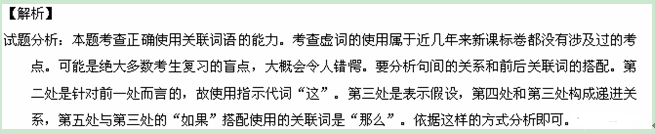 【解析】
试题分析：本题考查正确使用关联词语的能力。考查虚词的使用属于近几年来新课标卷都没有涉及过的考
点。可能是绝大多数考生复习的盲点，大概会令人错愕。要分析句间的关系和前后关联词的搭配。第
二处是针对前一处而言的，故使用指示代词“这”。第三处是表示假设，第四处和第三处构成递进关
系，第五处与第三处的“如果”搭配使用的关联词是“那么”。依据这样的方式分析即可。